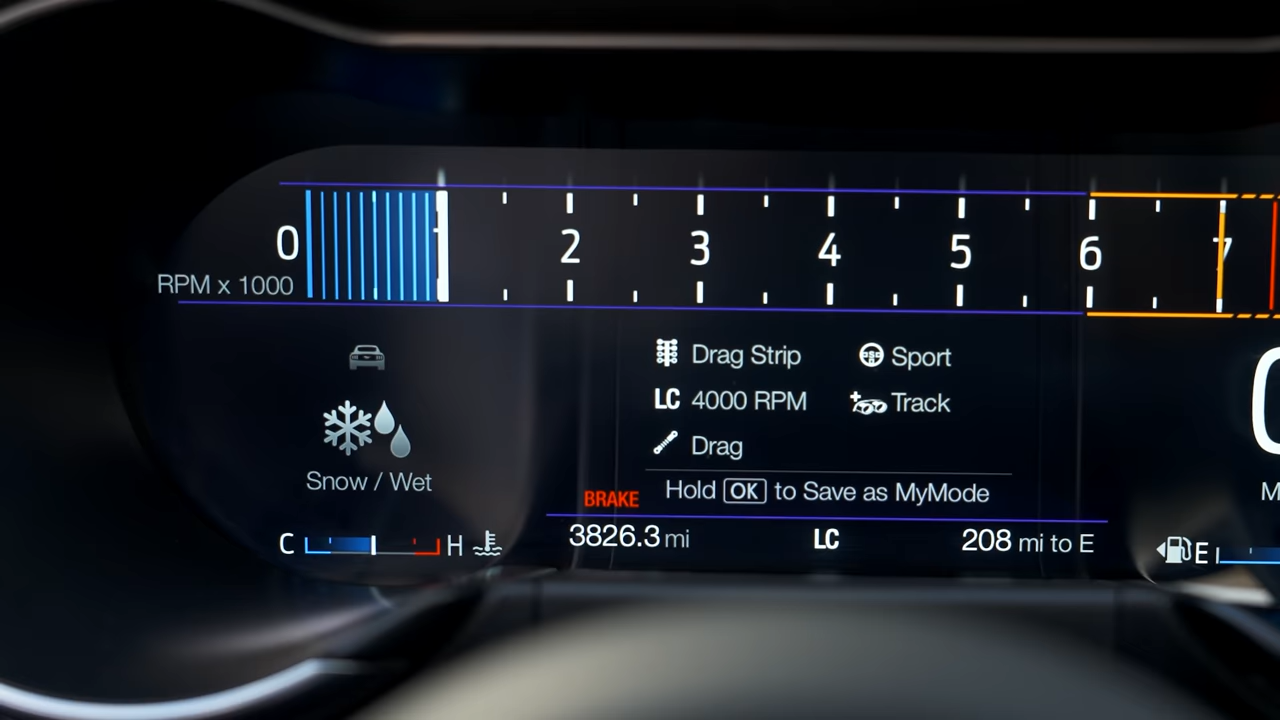 0 1 2 3 4 5 6 7
RPM x 1000
Drag Strip Sport
LC 4000 RPM Track
Drag
Snow / Wet
Hold OK to Save as MyMode
BRAKE
C H 3826.3 mi LC 208 mi to E
E